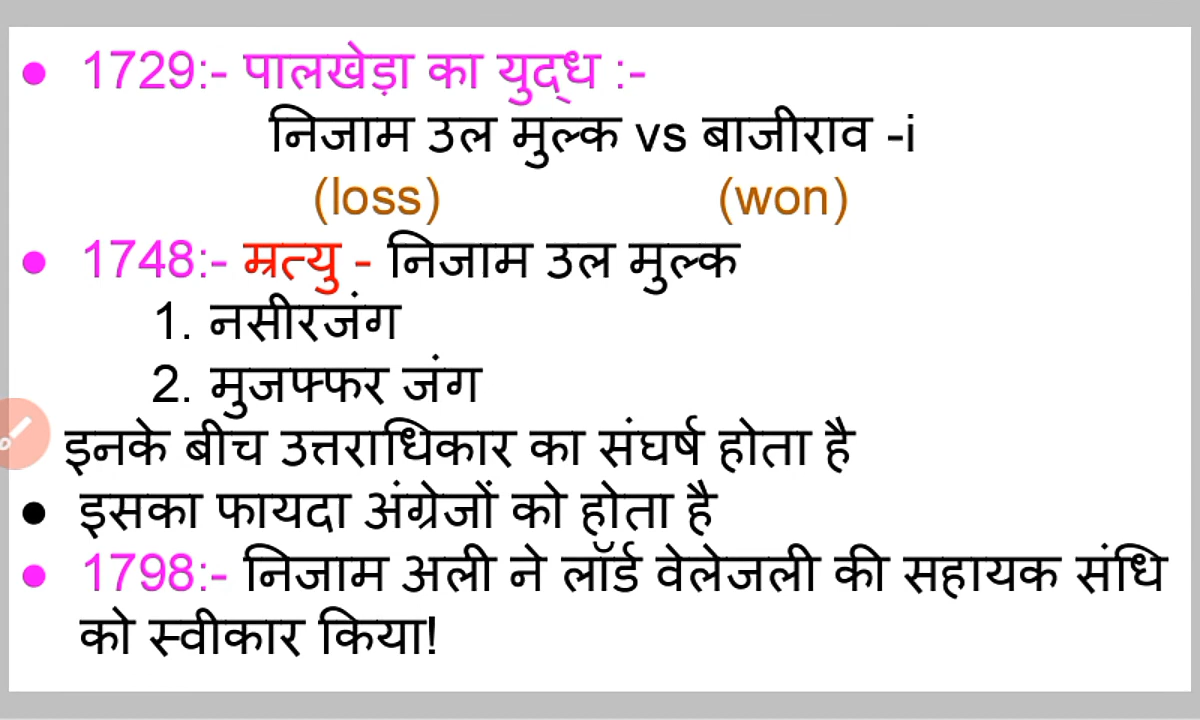 ● 1729:- पालखेड़ा का युद्ध :-
निजाम उल मुल्क vs बाजीराव -i
(loss) (won)
● 1748:- म्रत्यु - निजाम उल मुल्क
1. नसीरजंग
2. मुजफ्फर जंग
इनके बीच उत्तराधिकार का संघर्ष होता है
● इसका फायदा अंग्रेजों को होता है
● 1798:- निजाम अली ने लॉर्ड वेलेजली की सहायक संधि
को स्वीकार किया!